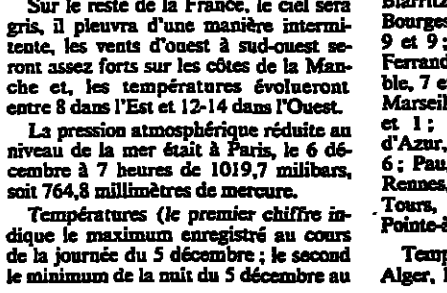 Sur le reste de la France, le ciel sera
gris, il pleuvra d'une manière intermi-
tente, les vents d'ouest à sud-ouest se-
ront assez forts sur les côtes de la Man-
che et, les températures évolueront
entre 8 dans l'Est et 12-14 dans l'Ouest.
La pression atmosphérique réduite au
niveau de la mer était à Paris, le 6 dé-
cembre à 7 heures de 1019,7 milibars,
soit 764,8 millimètres de mercure.
Températures (le premier chiffre in-
dique le maximum enregistré au cours
de la journée du 5 décembre ; le second
le minimum de la nuit du 5 décembre au
Biarritz
Bourges
9 et 9 ;
Ferrand
ble, 7 e
Marseil
et 1 ;
d'Azur,
6 ; Pau,
Rennes,
Tours,
Pointe-à
Temp
Alger, 1